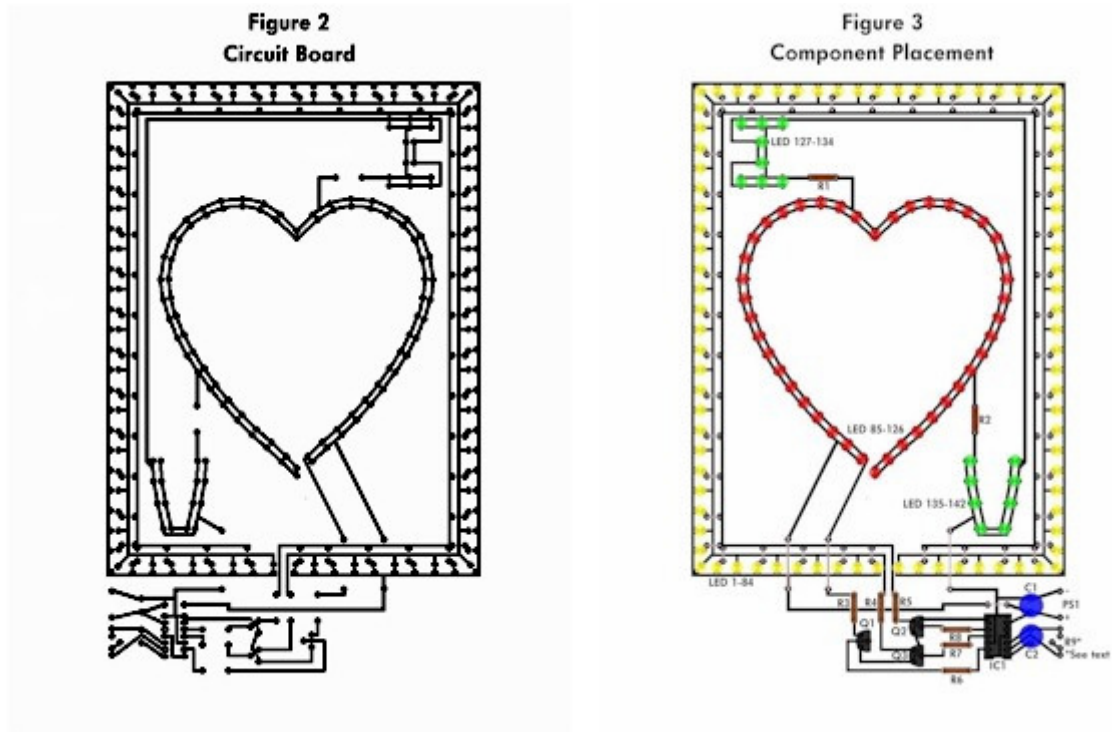 Figure 2
Circuit Board
Figure 3
Component Placement
LED 127-134
R1
R2
LED 85-126
LED 135-142
LED 1-84
C1
R3
R4
R5
PS1
-
+
Q1
Q2
R8
R7
Q3
R9*
*See text
C2
IC1
R6